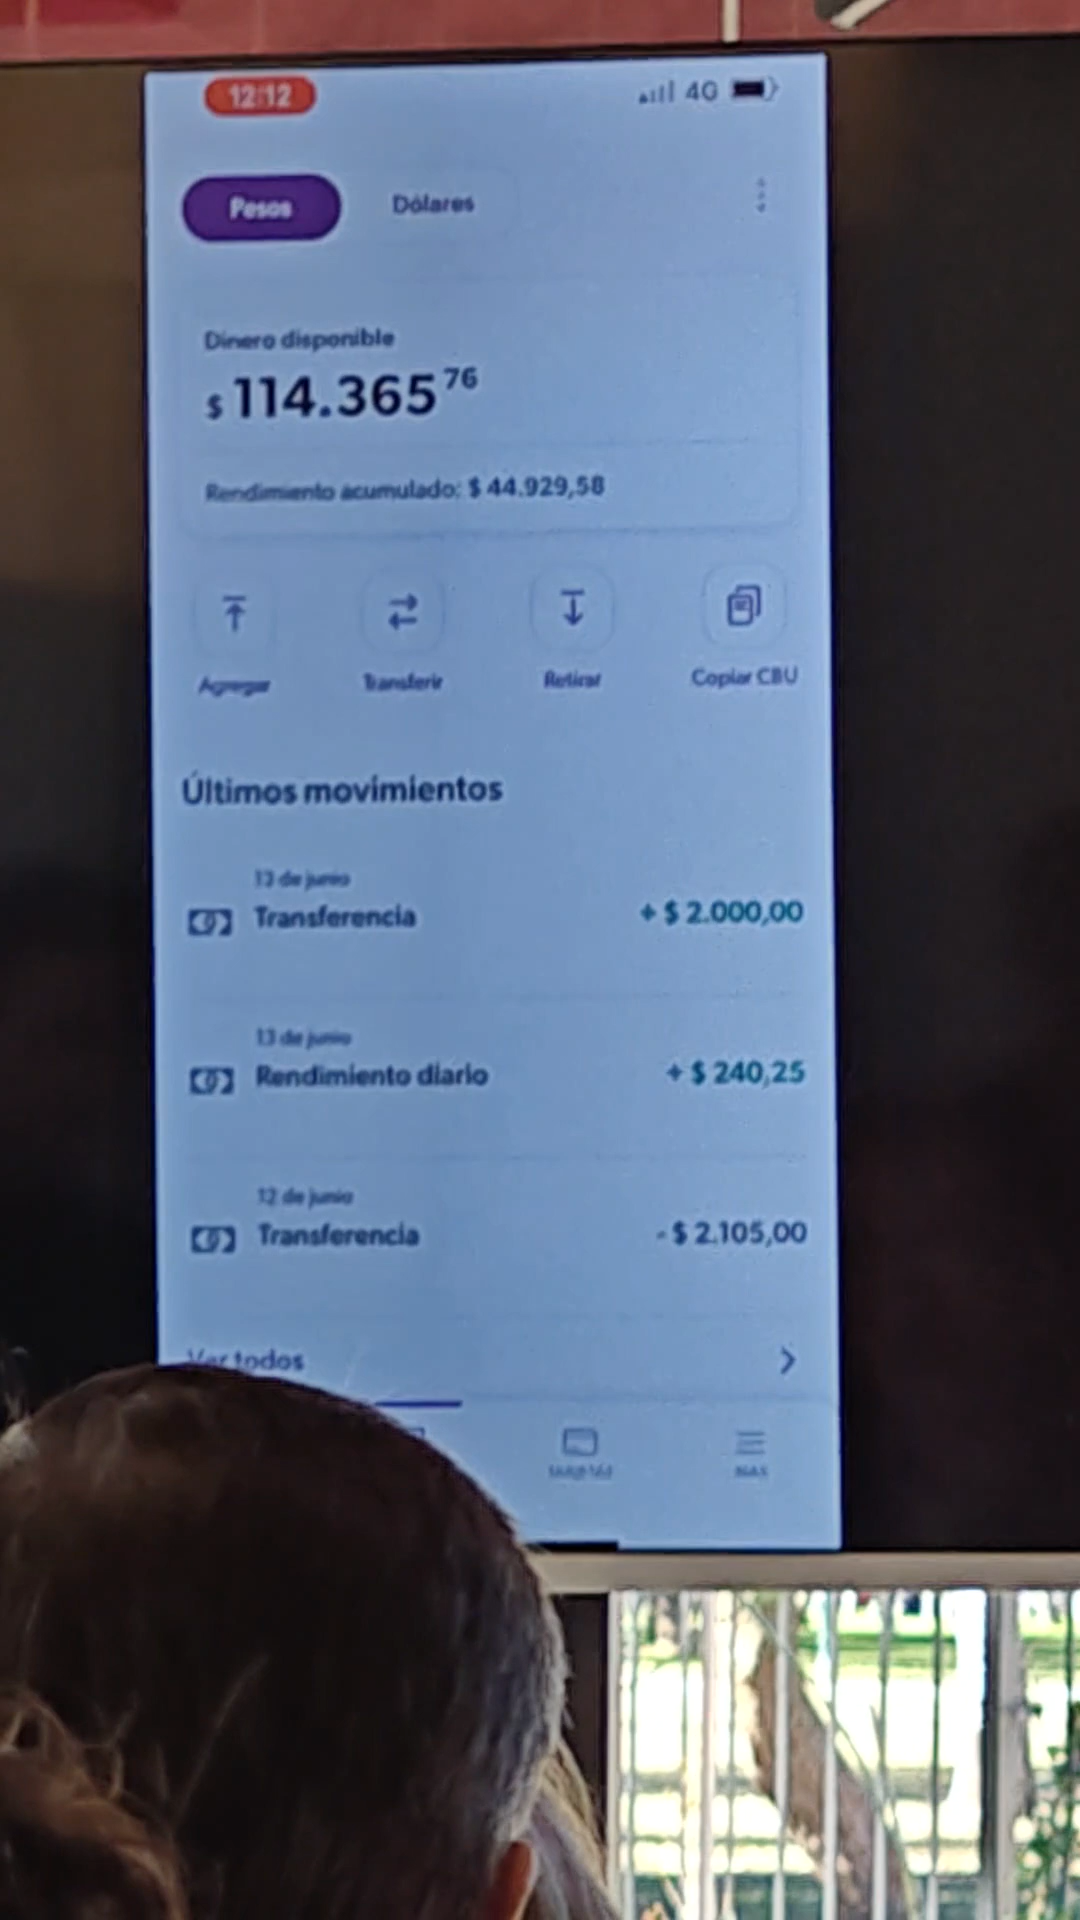 12:12 4G
Pesos Dólares
Dinero disponible
$ 114.365 76
Rendimiento acumulado: $ 44.929,58
Agregar Transferir Retirar Copiar CBU
Últimos movimientos
13 de junio
Transferencia + $ 2.000,00
13 de junio
Rendimiento diario + $ 240,25
12 de junio
Transferencia - $ 2.105,00
Ver todos
MÁS